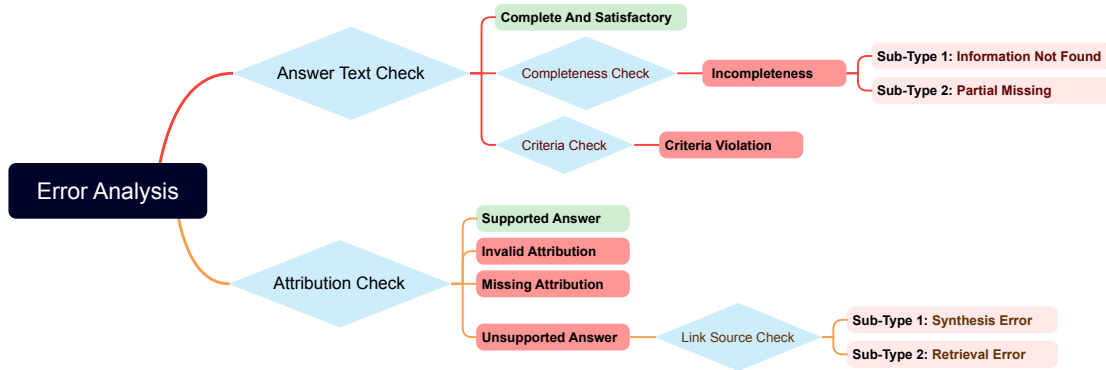 Error Analysis
Answer Text Check
Complete And Satisfactory
Completeness Check
Incompleteness
Sub-Type 1: Information Not Found
Sub-Type 2: Partial Missing
Criteria Check
Criteria Violation
Attribution Check
Supported Answer
Invalid Attribution
Missing Attribution
Unsupported Answer
Link Source Check
Sub-Type 1: Synthesis Error
Sub-Type 2: Retrieval Error